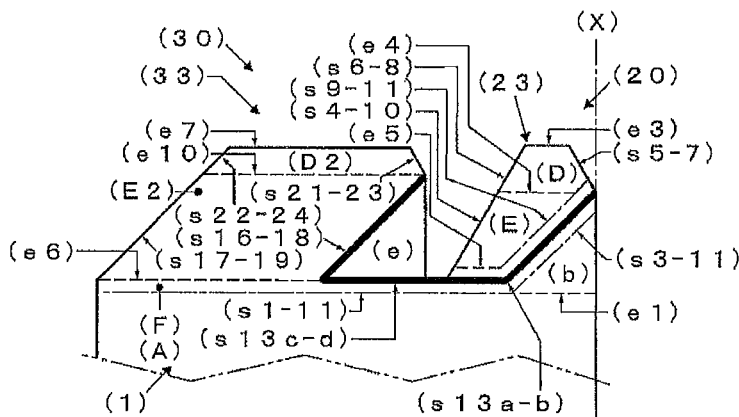 (X)
(30)
(e4)
(s6-8)
(33)
(s9-11)
(23)
(20)
(s4-10)
(e7)
(e5)
(e3)
(e10)
(D2)
(D)
(s5-7)
(E2)
(s21-23)
(E)
(s22-24)
(s16-18)
(e)
(e6)
(s17-19)
(b)
(s3-11)
(s1-11)
(e1)
(F)
(s13c-d)
(A)
(1)
(s13a-b)